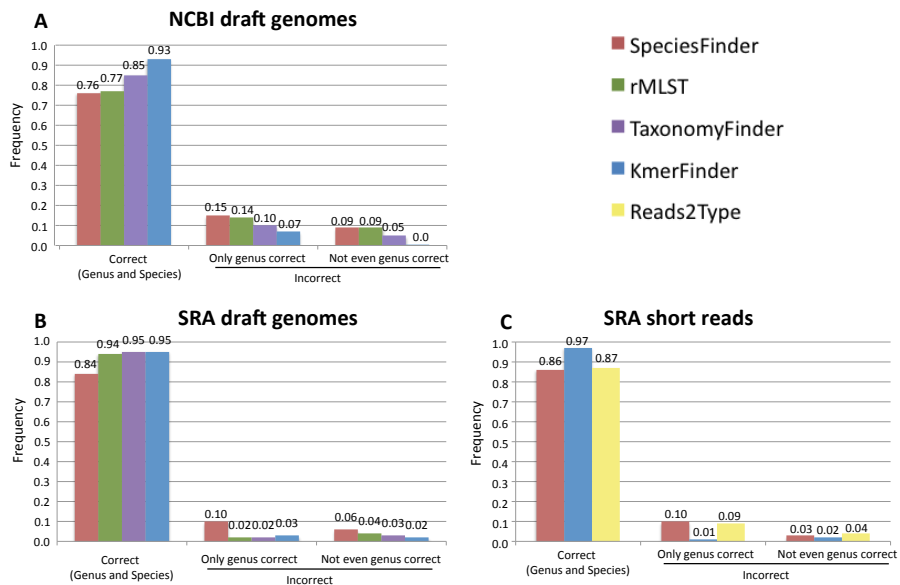 A
NCBI draft genomes
Frequency
1.0
0.9
0.8
0.7
0.6
0.5
0.4
0.3
0.2
0.1
0.0
0.76 0.77 0.85 0.93
0.15 0.14 0.10 0.07
0.09 0.09 0.05 0.0
Correct
(Genus and Species)
Only genus correct
Not even genus correct
Incorrect
SpeciesFinder
rMLST
TaxonomyFinder
KmerFinder
Reads2Type
B
SRA draft genomes
Frequency
1.0
0.9
0.8
0.7
0.6
0.5
0.4
0.3
0.2
0.1
0.0
0.84 0.94 0.95 0.95
0.10 0.02 0.02 0.03
0.06 0.04 0.03 0.02
Correct
(Genus and Species)
Only genus correct
Not even genus correct
Incorrect
C
SRA short reads
Frequency
1.0
0.9
0.8
0.7
0.6
0.5
0.4
0.3
0.2
0.1
0.0
0.86 0.97 0.87
0.10 0.01 0.09
0.03 0.02 0.04
Correct
(Genus and Species)
Only genus correct
Not even genus correct
Incorrect